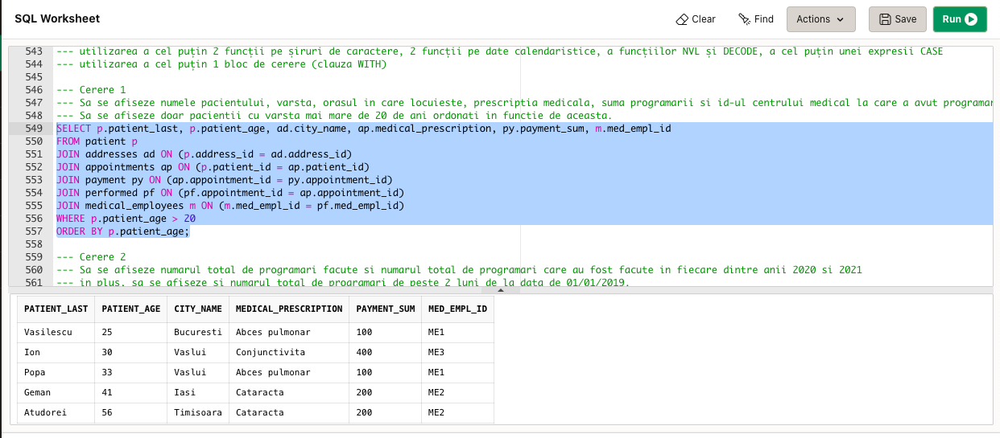 SQL Worksheet
Clear
Find
Actions
Save
Run
543 --- utilizarea a cel puțin 2 funcții pe șiruri de caractere, 2 funcții pe date calendaristice, a funcțiilor NVL și DECODE, a cel puțin unei expresii CASE
544 --- utilizarea a cel puțin 1 bloc de cerere (clauza WITH)
545
546 --- Cerere 1
547 --- Sa se afiseze numele pacientului, varsta, orasul in care locuieste, prescriptia medicala, suma programarii si id-ul centrului medical la care a avut programar
548 --- Sa se afiseze doar pacientii cu varsta mai mare de 20 de ani ordonati in functie de aceasta.
549 SELECT p.patient_last, p.patient_age, ad.city_name, ap.medical_prescription, py.payment_sum, m.med_empl_id
550 FROM patient p
551 JOIN addresses ad ON (p.address_id = ad.address_id)
552 JOIN appointments ap ON (p.patient_id = ap.patient_id)
553 JOIN payment py ON (ap.appointment_id = py.appointment_id)
554 JOIN performed pf ON (pf.appointment_id = ap.appointment_id)
555 JOIN medical_employees m ON (m.med_empl_id = pf.med_empl_id)
556 WHERE p.patient_age > 20
557 ORDER BY p.patient_age;
558
559 --- Cerere 2
560 --- Sa se afiseze numarul total de programari facute si numarul total de programari care au fost facute in fiecare dintre anii 2020 si 2021
561 --- in plus, sa se afiseze si numarul total de programari de peste 2 luni de la data de 01/01/2019.
PATIENT_LAST PATIENT_AGE CITY_NAME MEDICAL_PRESCRIPTION PAYMENT_SUM MED_EMPL_ID
Vasilescu 25 Bucuresti Abces pulmonar 100 ME1
Ion 30 Vaslui Conjunctivita 400 ME3
Popa 33 Vaslui Abces pulmonar 100 ME1
Geman 41 Iasi Cataracta 200 ME2
Atudorei 56 Timisoara Cataracta 200 ME2